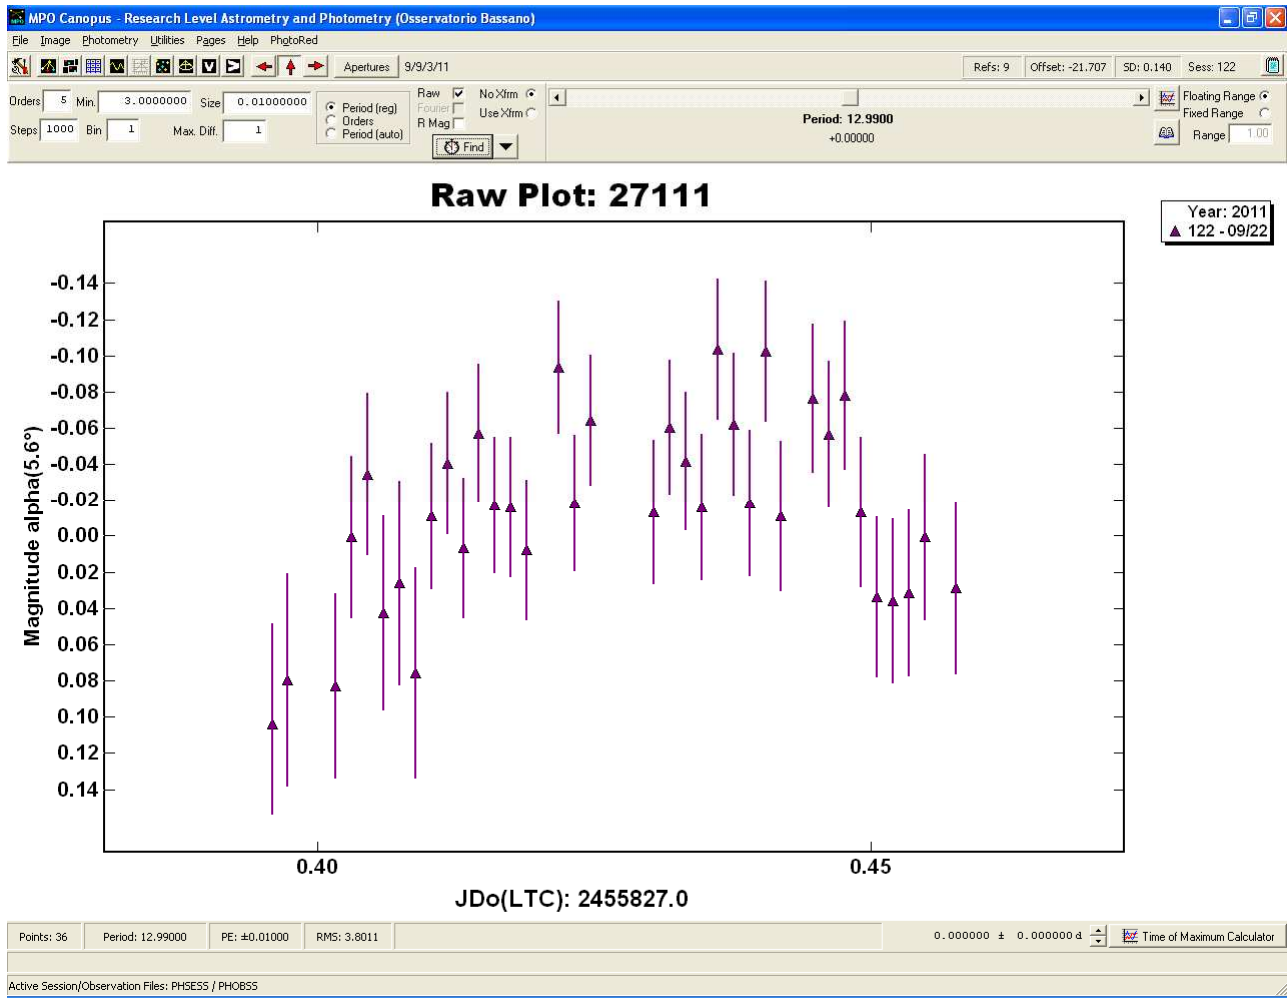 MPO Canopus - Research Level Astrometry and Photometry (Osservatorio Bassano)
File Image Photometry Utilities Pages Help PhotoRed
Apertures 9/9/3/11 Refs: 9 Offset: -21.707 SD: 0.140 Sess: 122
Orders 5 Min. 3.0000000 Size 0.01000000
Steps 1000 Bin 1 Max. Diff. 1
Period (reg)
Orders
Period (auto)
Raw No Xfrm
Fourier Use Xfrm
R Mag
Find
Period: 12.9900
+0.00000
Floating Range
Fixed Range
Range 1.00
Raw Plot: 27111
Year: 2011
122 - 09/22
Magnitude alpha(5.6°)
-0.14
-0.12
-0.10
-0.08
-0.06
-0.04
-0.02
0.00
0.02
0.04
0.06
0.08
0.10
0.12
0.14
0.40 0.45
JDo(LTC): 2455827.0
Points: 36 Period: 12.99000 PE: ±0.01000 RMS: 3.8011 0.000000 ± 0.000000 d Time of Maximum Calculator
Active Session/Observation Files: PHSESS / PHOBSS